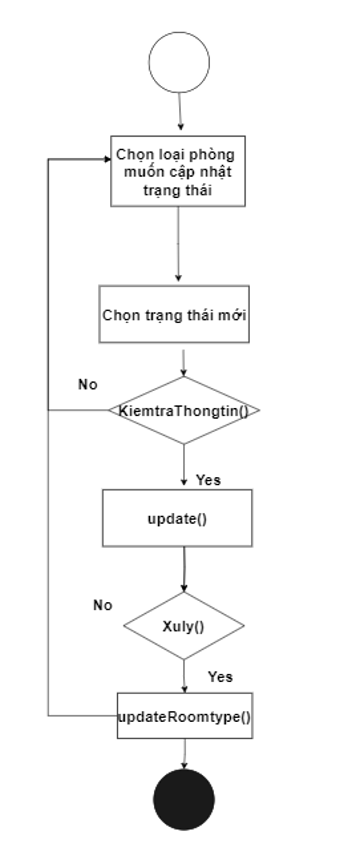 Chọn loại phòng
muốn cập nhật
trạng thái
Chọn trạng thái mới
No
KiemtraThongtin()
Yes
update()
No
Xuly()
Yes
updateRoomtype()